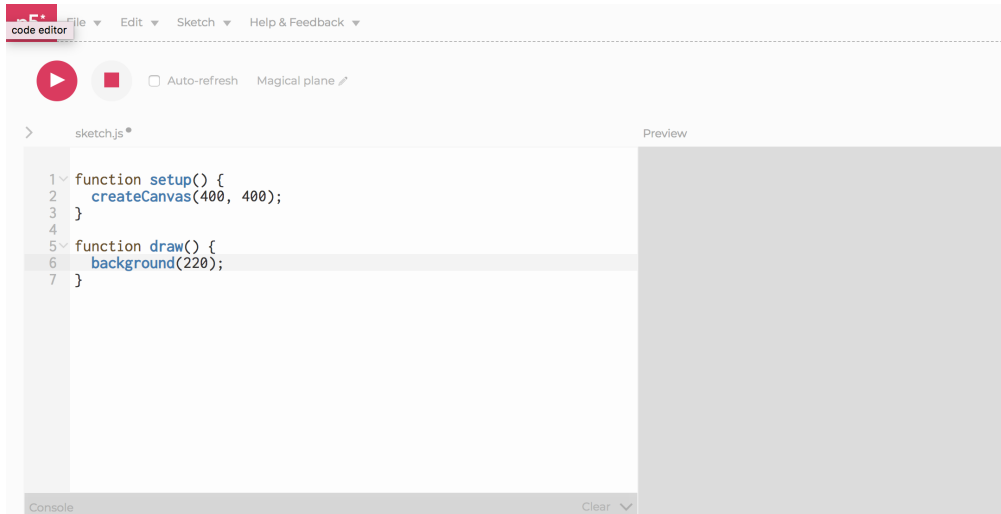 File Edit Sketch Help & Feedback
code editor
Auto-refresh Magical plane
sketch.js Preview
1 function setup() {
2 createCanvas(400, 400);
3 }
4
5 function draw() {
6 background(220);
7 }
Console Clear